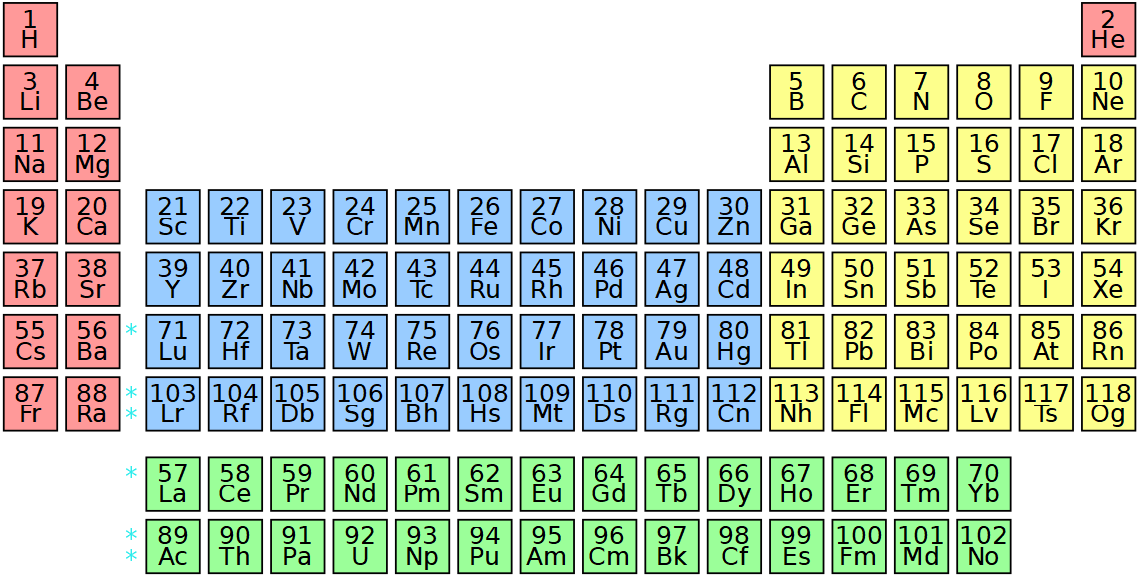 1 2
H He
3 4 5 6 7 8 9 10
Li Be B C N O F Ne
11 12 13 14 15 16 17 18
Na Mg Al Si P S Cl Ar
19 20 21 22 23 24 25 26 27 28 29 30 31 32 33 34 35 36
K Ca Sc Ti V Cr Mn Fe Co Ni Cu Zn Ga Ge As Se Br Kr
37 38 39 40 41 42 43 44 45 46 47 48 49 50 51 52 53 54
Rb Sr Y Zr Nb Mo Tc Ru Rh Pd Ag Cd In Sn Sb Te I Xe
55 56 * 71 72 73 74 75 76 77 78 79 80 81 82 83 84 85 86
Cs Ba Lu Hf Ta W Re Os Ir Pt Au Hg Tl Pb Bi Po At Rn
87 88 * 103 104 105 106 107 108 109 110 111 112 113 114 115 116 117 118
Fr Ra * Lr Rf Db Sg Bh Hs Mt Ds Rg Cn Nh Fl Mc Lv Ts Og
* 57 58 59 60 61 62 63 64 65 66 67 68 69 70
La Ce Pr Nd Pm Sm Eu Gd Tb Dy Ho Er Tm Yb
* 89 90 91 92 93 94 95 96 97 98 99 100 101 102
* Ac Th Pa U Np Pu Am Cm Bk Cf Es Fm Md No